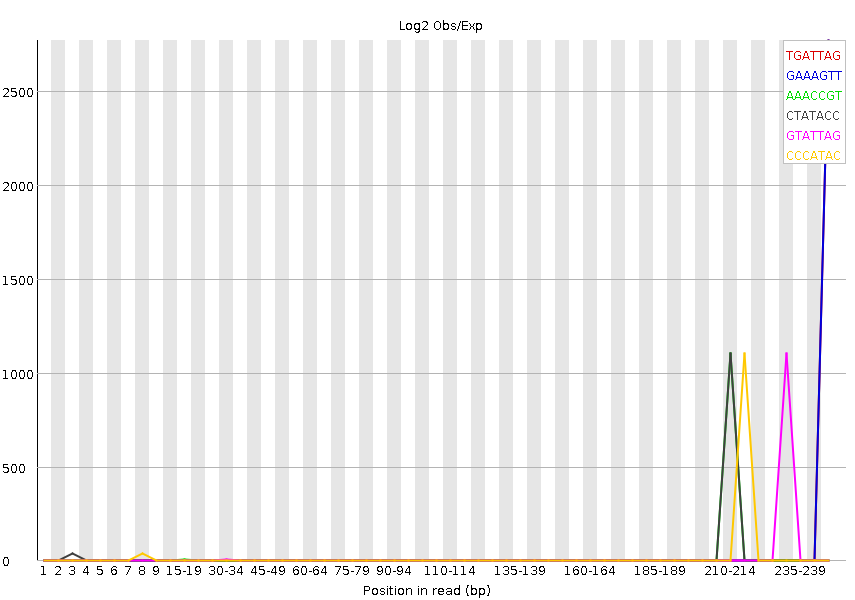 Log2 Obs/Exp
TGATTAG
GAAAGTT
AAACCGT
CTATACC
GTATTAG
CCCATAC
2500
2000
1500
1000
500
0
1 2 3 4 5 6 7 8 9 15-19 30-34 45-49 60-64 75-79 90-94 110-114 135-139 160-164 185-189 210-214 235-239
Position in read (bp)